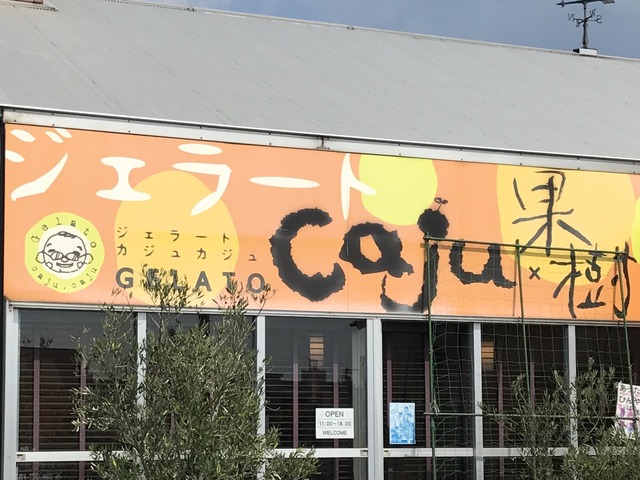 ジェラート
Gelato
caju.caju
ジェラート
カジュカジュ
GELATO
caju
×
果樹
OPEN
11:00~18:00
WELCOME